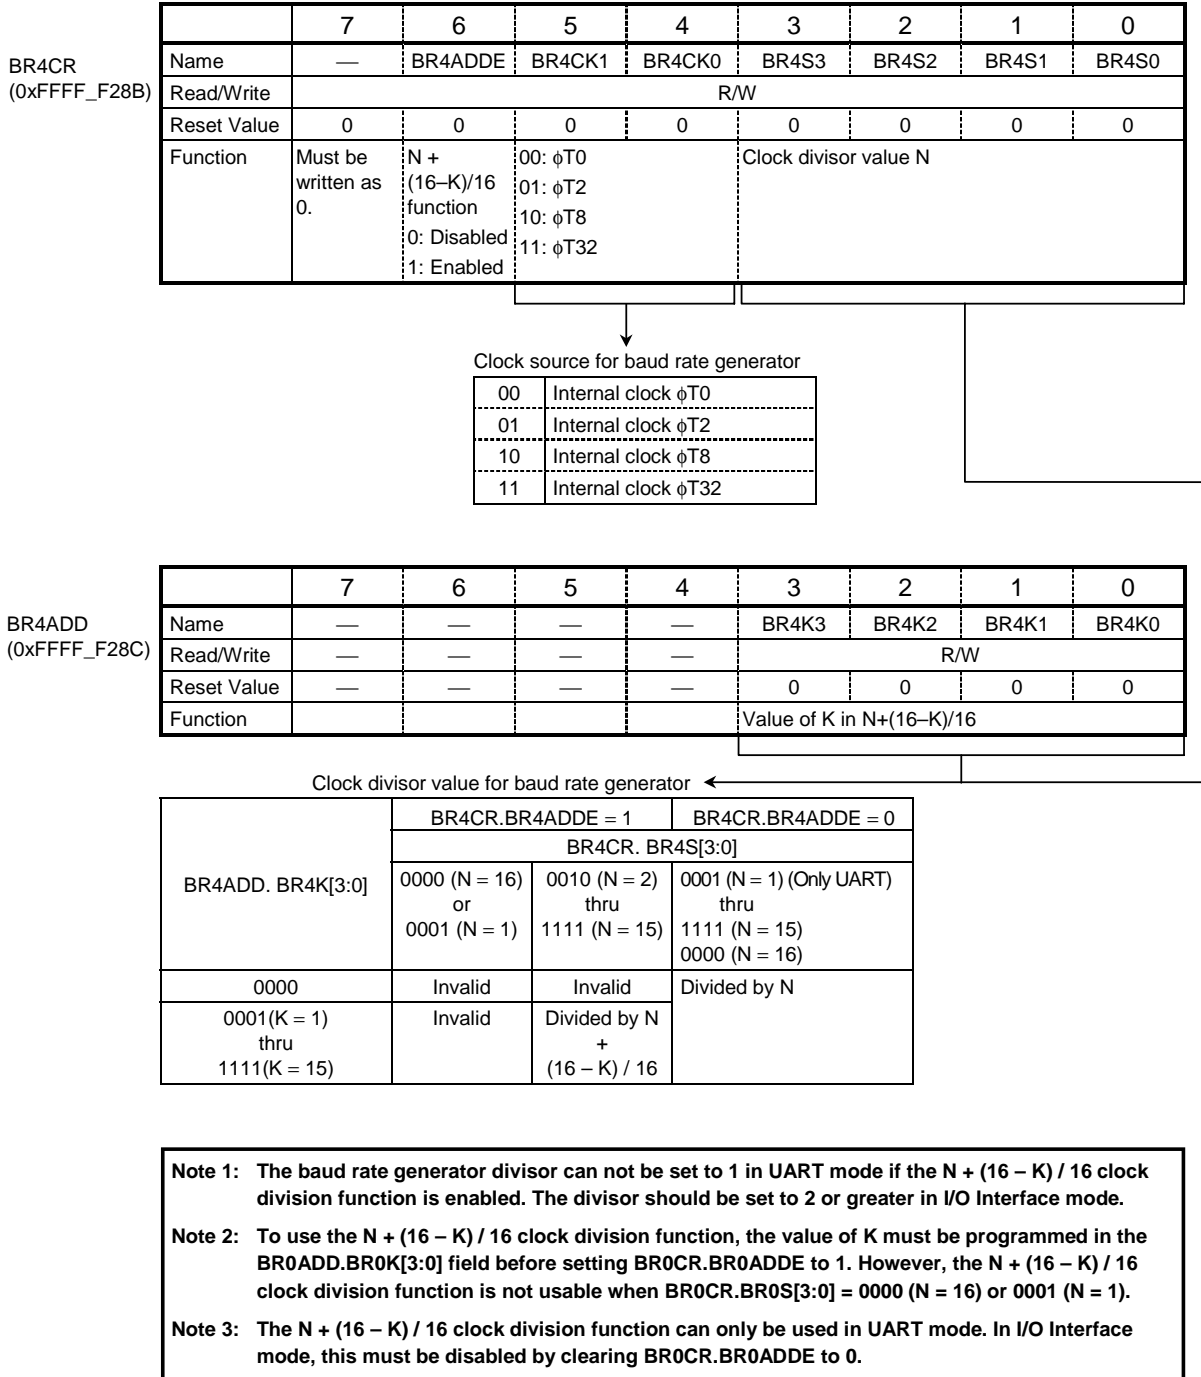 7 6 5 4 3 2 1 0
BR4CR
(0xFFFF_F28B)
Name — BR4ADDE BR4CK1 BR4CK0 BR4S3 BR4S2 BR4S1 BR4S0
Read/Write R/W
Reset Value 0 0 0 0 0 0 0 0
Function Must be written as 0. N + (16–K)/16 function 0: Disabled 1: Enabled 00: ϕT0 01: ϕT2 10: ϕT8 11: ϕT32 Clock divisor value N
Clock source for baud rate generator
00 Internal clock ϕT0
01 Internal clock ϕT2
10 Internal clock ϕT8
11 Internal clock ϕT32
7 6 5 4 3 2 1 0
BR4ADD
(0xFFFF_F28C)
Name — — — — BR4K3 BR4K2 BR4K1 BR4K0
Read/Write — — — — R/W
Reset Value — — — — 0 0 0 0
Function Value of K in N+(16–K)/16
Clock divisor value for baud rate generator
BR4ADD. BR4K[3:0]
BR4CR.BR4ADDE = 1 BR4CR.BR4ADDE = 0
BR4CR. BR4S[3:0]
0000 (N = 16) or 0001 (N = 1)
0010 (N = 2) thru 1111 (N = 15)
0001 (N = 1) (Only UART) thru 1111 (N = 15) 0000 (N = 16)
0000 Invalid Invalid Divided by N
0001(K = 1) thru 1111(K = 15) Invalid Divided by N + (16 – K) / 16
Note 1: The baud rate generator divisor can not be set to 1 in UART mode if the N + (16 – K) / 16 clock
division function is enabled. The divisor should be set to 2 or greater in I/O Interface mode.
Note 2: To use the N + (16 – K) / 16 clock division function, the value of K must be programmed in the
BR0ADD.BR0K[3:0] field before setting BR0CR.BR0ADDE to 1. However, the N + (16 – K) / 16
clock division function is not usable when BR0CR.BR0S[3:0] = 0000 (N = 16) or 0001 (N = 1).
Note 3: The N + (16 – K) / 16 clock division function can only be used in UART mode. In I/O Interface
mode, this must be disabled by clearing BR0CR.BR0ADDE to 0.